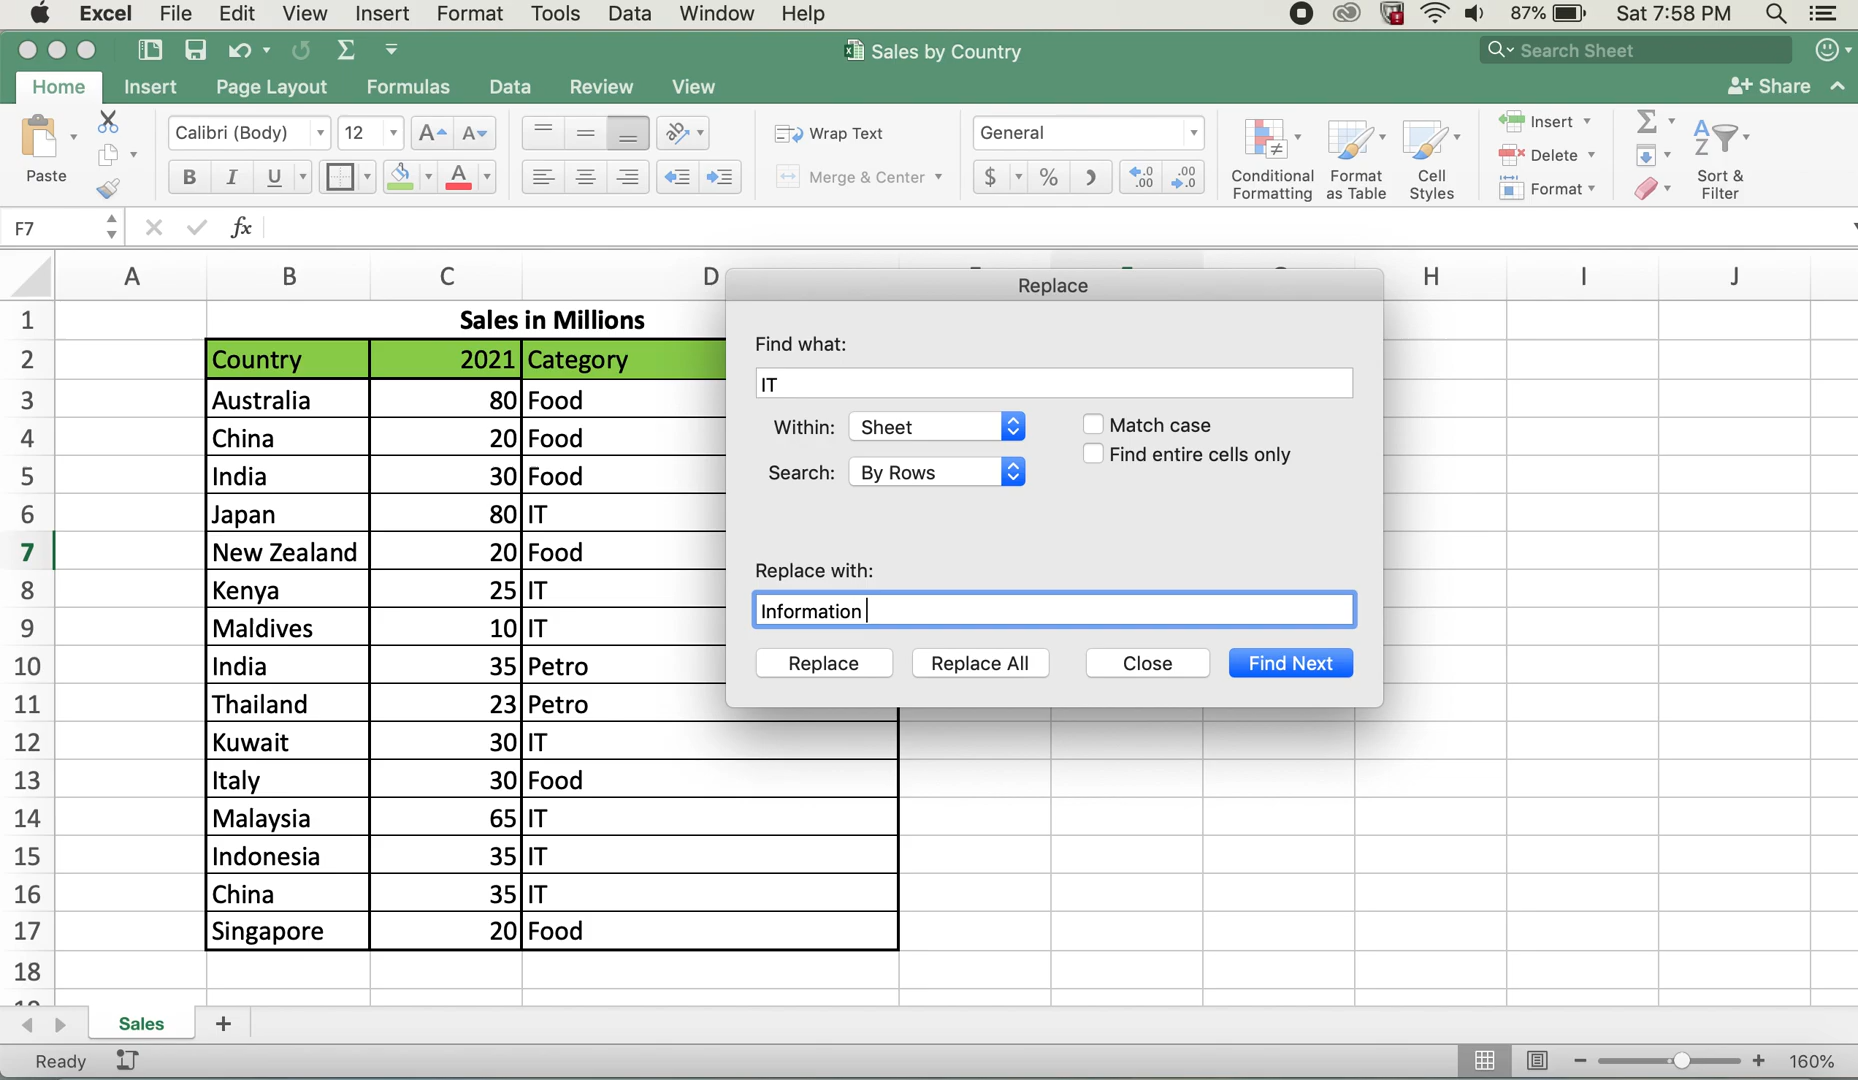 Excel File Edit View Insert Format Tools Data Window Help 87% Sat 7:58 PM
Sales by Country Search Sheet
Home Insert Page Layout Formulas Data Review View Share
Paste Calibri (Body) 12 A A Wrap Text General Insert
B I U A Merge & Center $ % .0 .00 .00 .0 Conditional Formatting Format as Table Cell Styles Delete
Format Sort & Filter
F7 fx
A B C D H I J
1 Sales in Millions
2 Country 2021 Category
3 Australia 80 Food
4 China 20 Food
5 India 30 Food
6 Japan 80 IT
7 New Zealand 20 Food
8 Kenya 25 IT
9 Maldives 10 IT
10 India 35 Petro
11 Thailand 23 Petro
12 Kuwait 30 IT
13 Italy 30 Food
14 Malaysia 65 IT
15 Indonesia 35 IT
16 China 35 IT
17 Singapore 20 Food
18
Replace
Find what:
IT
Within: Sheet Match case
Find entire cells only
Search: By Rows
Replace with:
Information
Replace Replace All Close Find Next
Sales +
Ready 160%